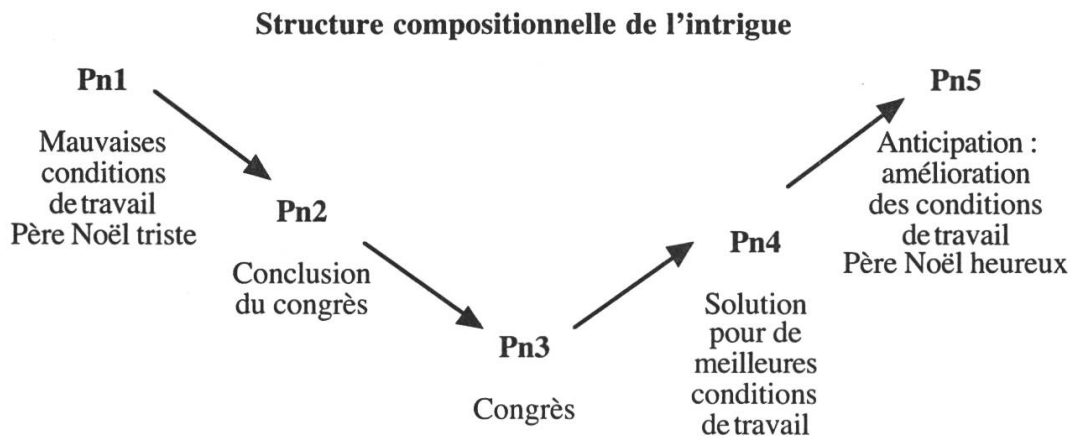 Structure compositionnelle de l'intrigue
Pn1
Mauvaises
conditions
de travail
Père Noël triste
Pn2
Conclusion
du congrès
Pn3
Congrès
Pn4
Solution
pour de
meilleures
conditions
de travail
Pn5
Anticipation :
amélioration
des conditions
de travail
Père Noël heureux